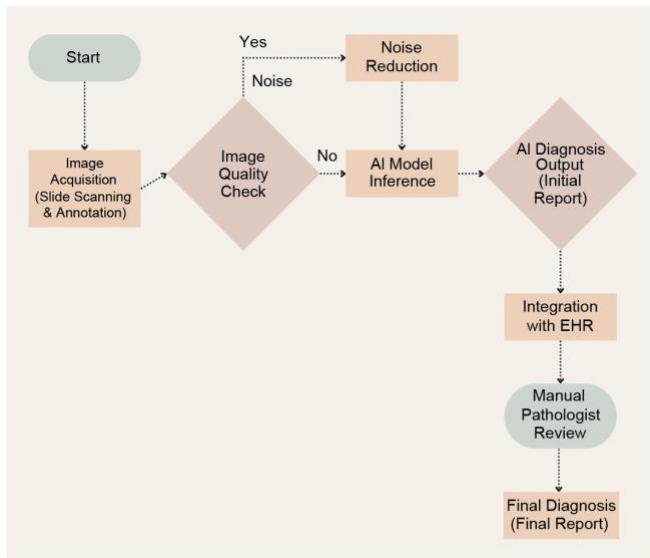 Start
Image
Acquisition
(Slide Scanning
& Annotation)
Image
Quality
Check
Yes
Noise
No
Noise
Reduction
AI Model
Inference
AI Diagnosis
Output
(Initial
Report)
Integration
with EHR
Manual
Pathologist
Review
Final Diagnosis
(Final Report)